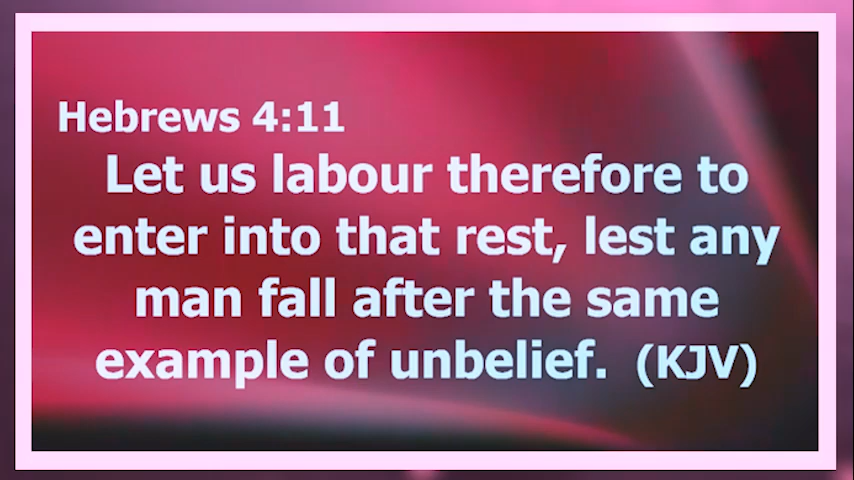 Hebrews 4:11
Let us labour therefore to
enter into that rest, lest any
man fall after the same
example of unbelief. (KJV)